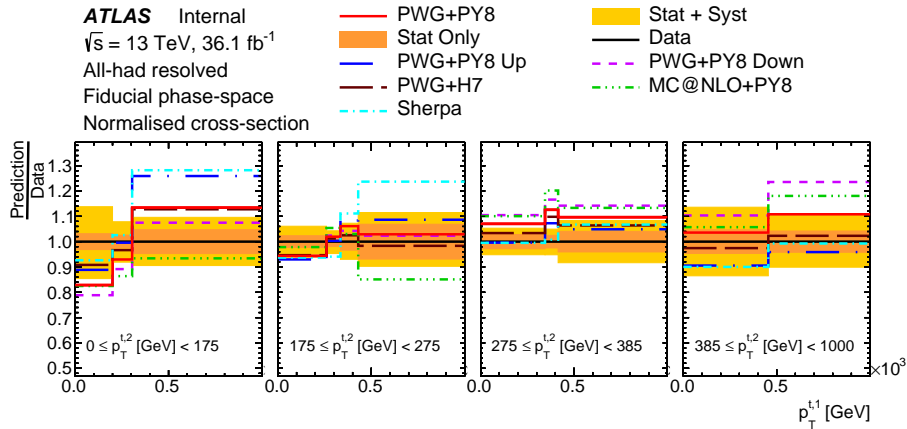 ATLAS Internal
√s = 13 TeV, 36.1 fb⁻¹
All-had resolved
Fiducial phase-space
Normalised cross-section
PWG+PY8
Stat Only
PWG+PY8 Up
PWG+H7
Sherpa
Stat + Syst
Data
PWG+PY8 Down
MC@NLO+PY8
Prediction
Data
1.3
1.2
1.1
1.0
0.9
0.8
0.7
0.6
0.5
0 ≤ p_T^{t,2} [GeV] < 175
175 ≤ p_T^{t,2} [GeV] < 275
275 ≤ p_T^{t,2} [GeV] < 385
385 ≤ p_T^{t,2} [GeV] < 1000
0.0 0.5 0.0 0.5 0.0 0.5 0.0 0.5
×10³
p_T^{t,1} [GeV]